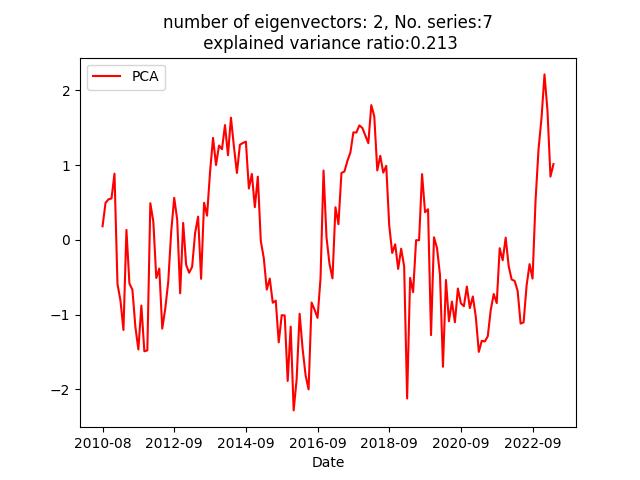 number of eigenvectors: 2, No. series:7
explained variance ratio:0.213
PCA
2
1
0
−1
−2
2010-08 2012-09 2014-09 2016-09 2018-09 2020-09 2022-09
Date